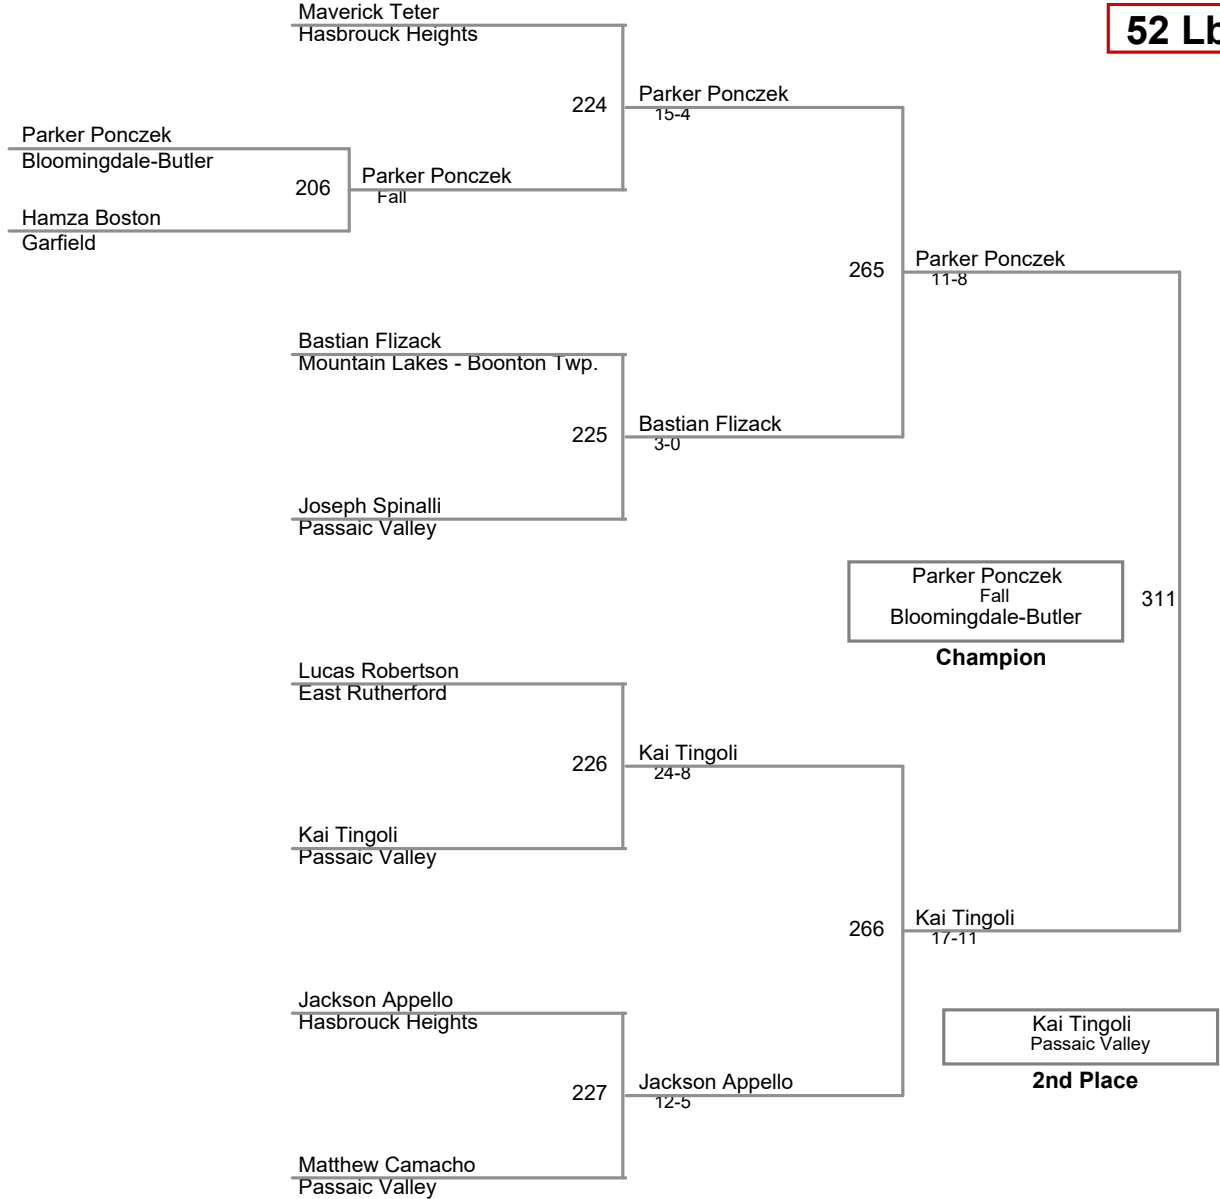 Maverick Teter
Hasbrouck Heights
52 Lb
224
Parker Ponczek
15-4
Parker Ponczek
Bloomingdale-Butler
206
Parker Ponczek
Fall
Hamza Boston
Garfield
265
Parker Ponczek
11-8
Bastian Flizack
Mountain Lakes - Boonton Twp.
225
Bastian Flizack
3-0
Joseph Spinalli
Passaic Valley
Parker Ponczek
Fall
Bloomingdale-Butler
311
Champion
Lucas Robertson
East Rutherford
226
Kai Tingoli
24-8
Kai Tingoli
Passaic Valley
266
Kai Tingoli
17-11
Jackson Appello
Hasbrouck Heights
Kai Tingoli
Passaic Valley
2nd Place
227
Jackson Appello
12-5
Matthew Camacho
Passaic Valley